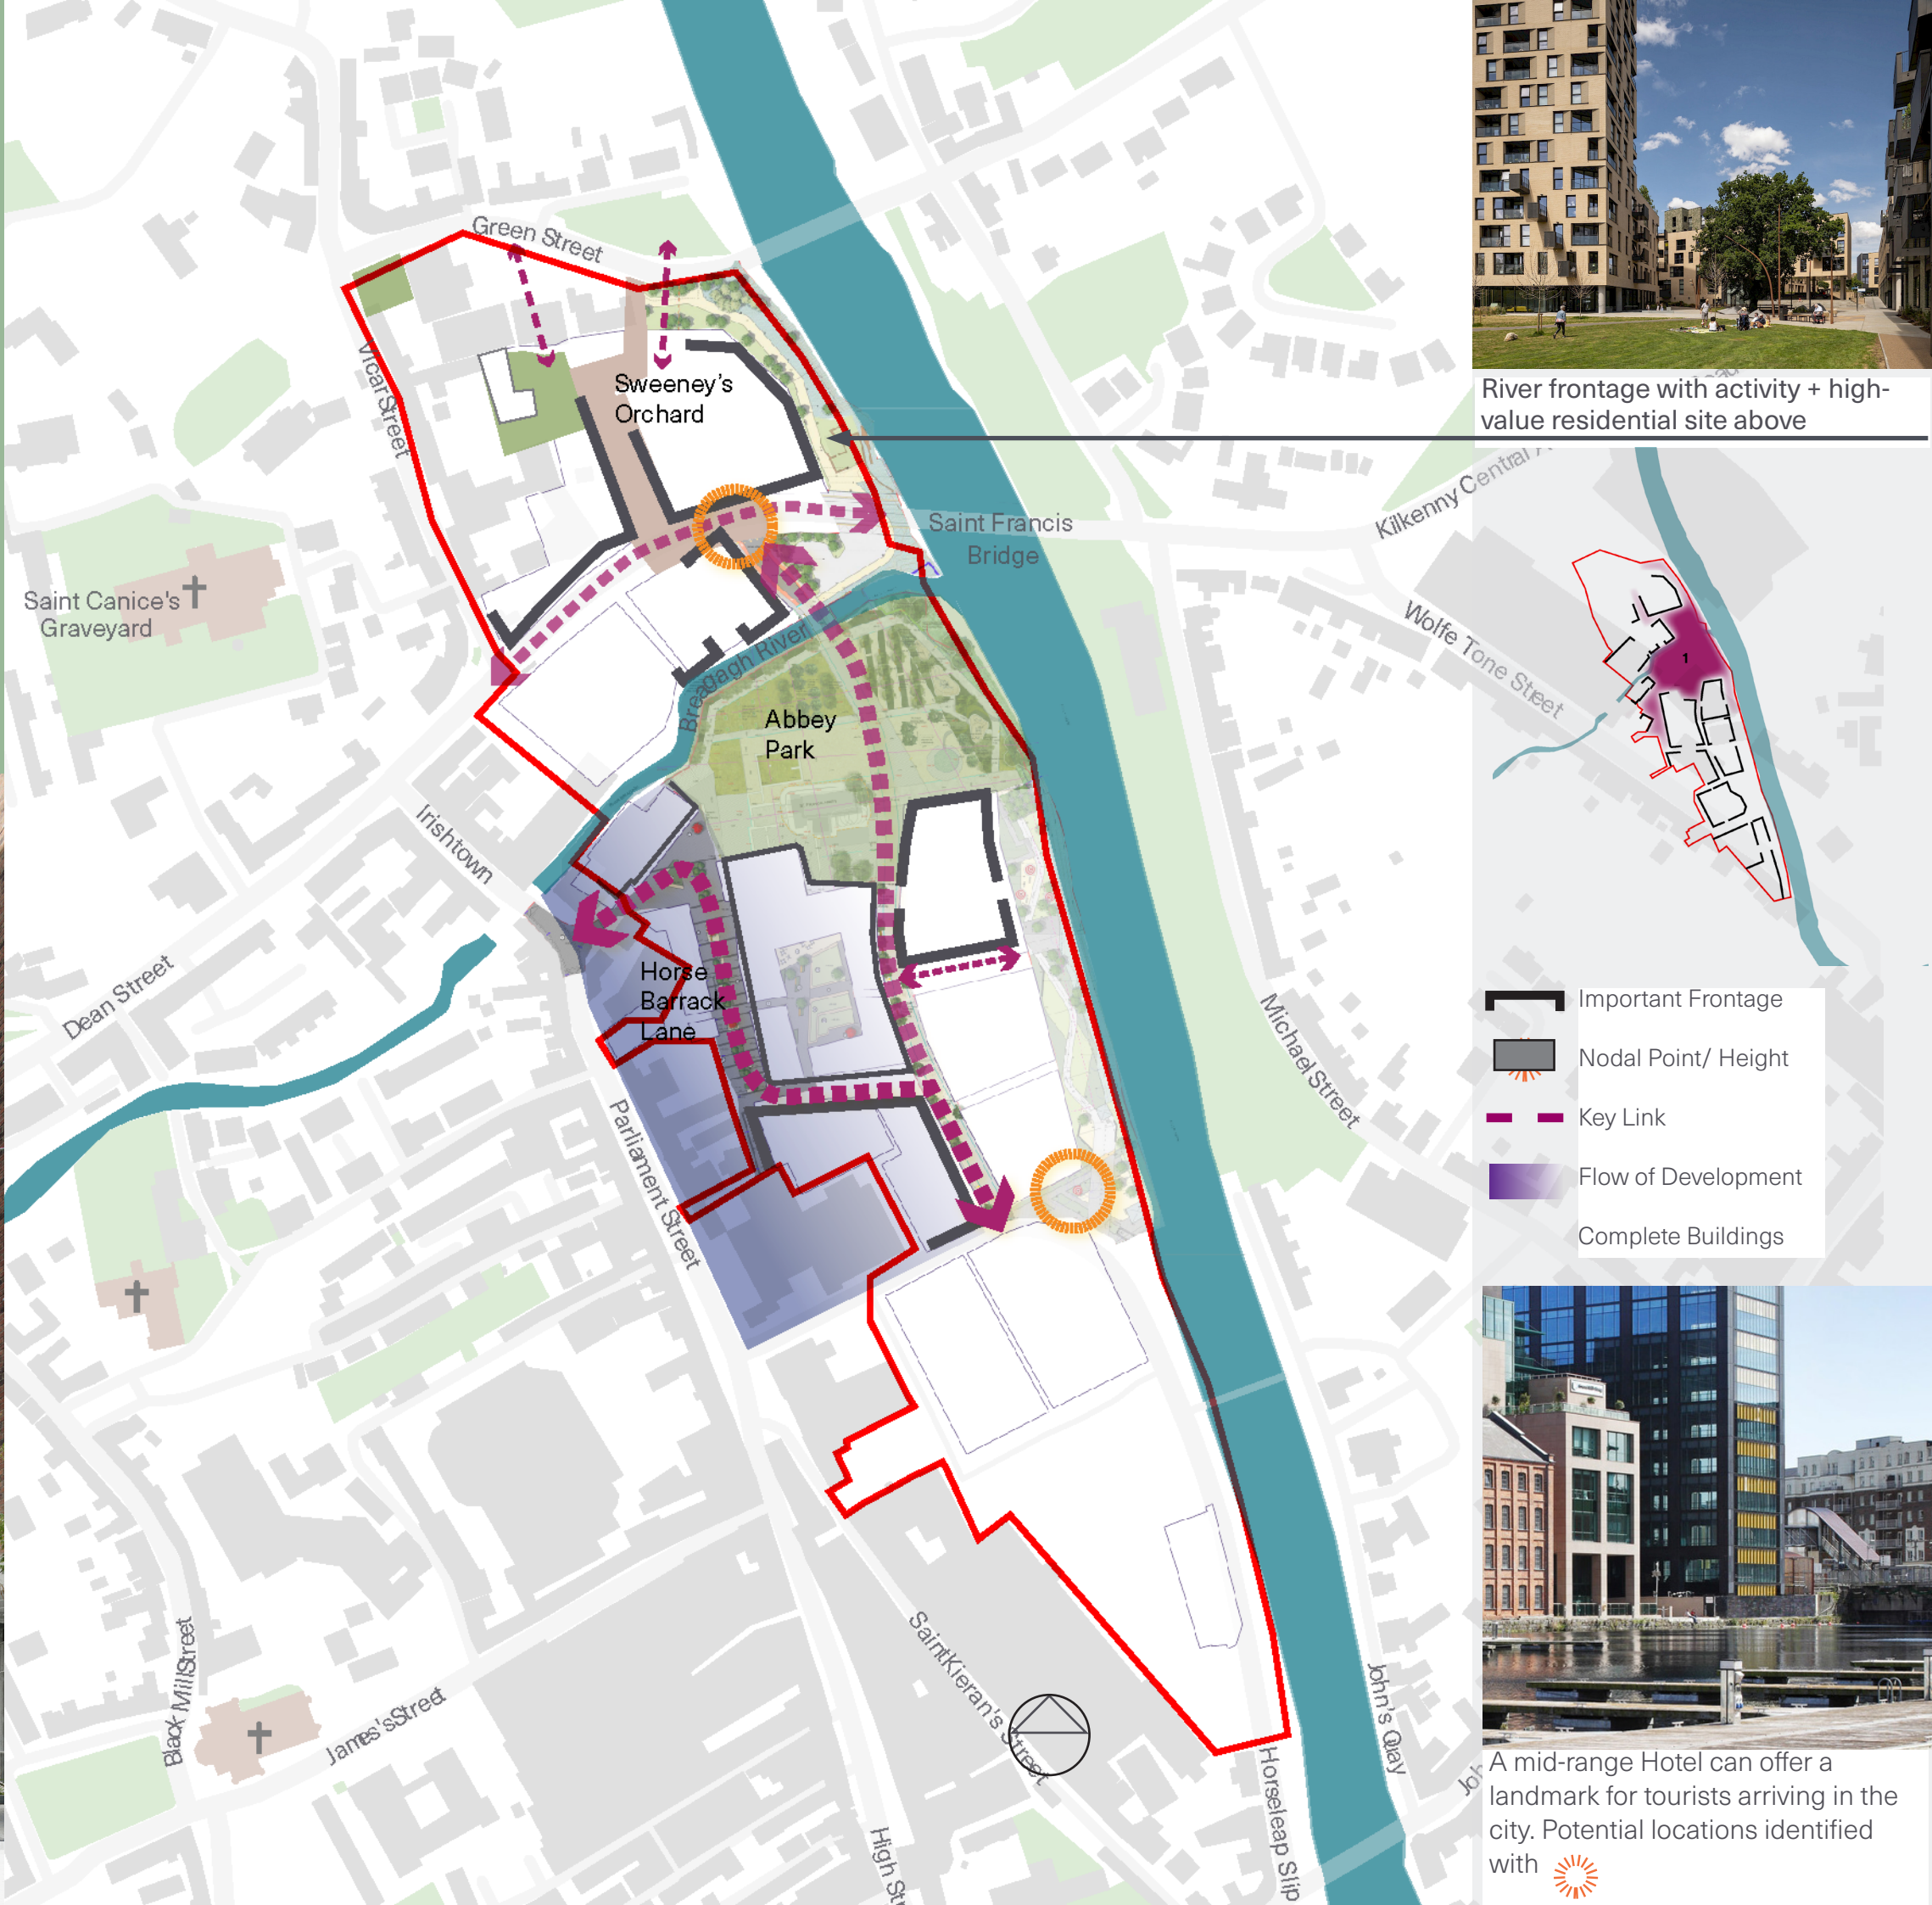 Green Street
Vicar Street
Sweeney's
Orchard
Saint Francis
Bridge
Saint Canice's
Graveyard
Breagagh River
Abbey
Park
Irishtown
Horse
Barrack
Lane
Dean Street
Parliament Street
Michael Street
Black Mill Street
James's Street
Saint Kieran's Street
High
John's Quay
Horseleap Slip
River frontage with activity + high-
value residential site above
Kilkenny Central
Wolfe Tone Street
1
Important Frontage
Nodal Point/ Height
Key Link
Flow of Development
Complete Buildings
A mid-range Hotel can offer a
landmark for tourists arriving in the
city. Potential locations identified
with